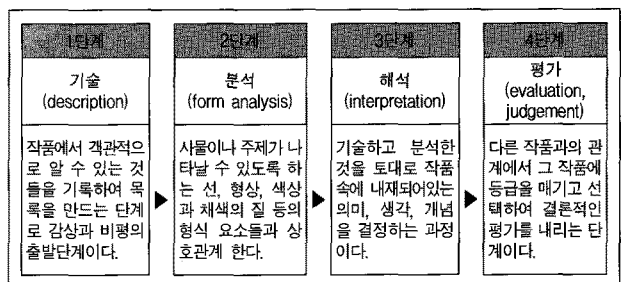 1단계
기술
(description)
작품에서 객관적으
로 알 수 있는 것
들을 기록하여 목
록을 만드는 단계
로 감상과 비평의
출발단계이다.
2단계
분석
(form analysis)
사물이나 주제가 나
타날 수 있도록 하
는 선, 형상, 색상
과 채색의 질 등의
형식 요소들과 상
호관계 한다.
3단계
해석
(interpretation)
기술하고 분석한
것을 토대로 작품
속에 내재되어있는
의미, 생각, 개념
을 결정하는 과정
이다.
4단계
평가
(evaluation,
judgement)
다른 작품과의 관
계에서 그 작품에
등급을 매기고 선
택하여 결론적인
평가를 내리는 단
계이다.